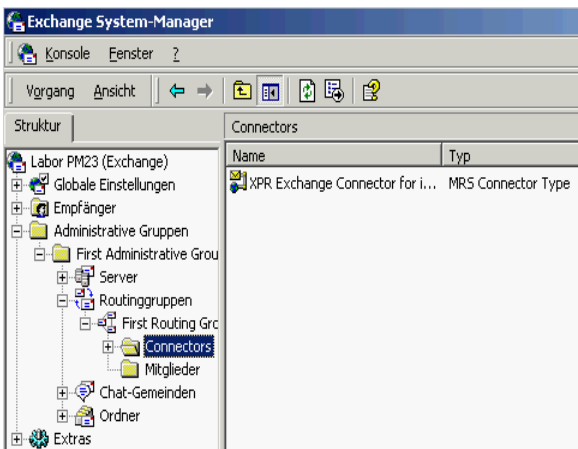 Exchange System-Manager
Konsole Fenster ?
Vorgang Ansicht
Struktur
Connectors
Labor PM23 (Exchange)
Globale Einstellungen
Empfänger
Administrative Gruppen
First Administrative Grou
Server
Routinggruppen
First Routing Grc
Connectors
Mitglieder
Chat-Gemeinden
Ordner
Extras
Name Typ
XPR Exchange Connector for i... MRS Connector Type